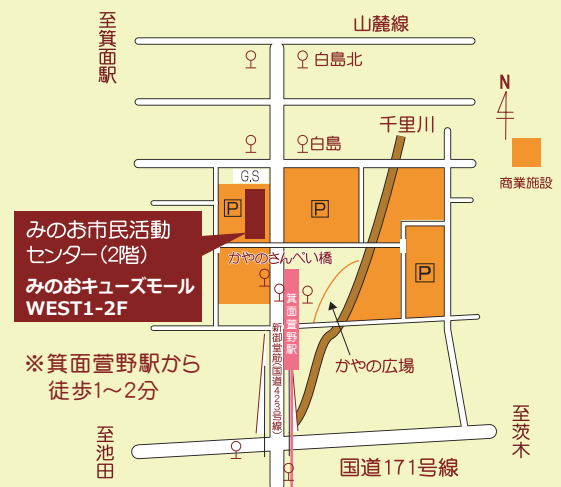 至箕面駅
山麓線
白島北
N
千里川
白島
商業施設
G.S
P
P
みのお市民活動
センター(2階)
みのおキューズモール
WEST1-2F
かやのさんぺい橋
P
箕面萱野駅
新御堂筋(国道423号線)
かやの広場
※箕面萱野駅から
徒歩1～2分
至池田
至茨木
国道171号線